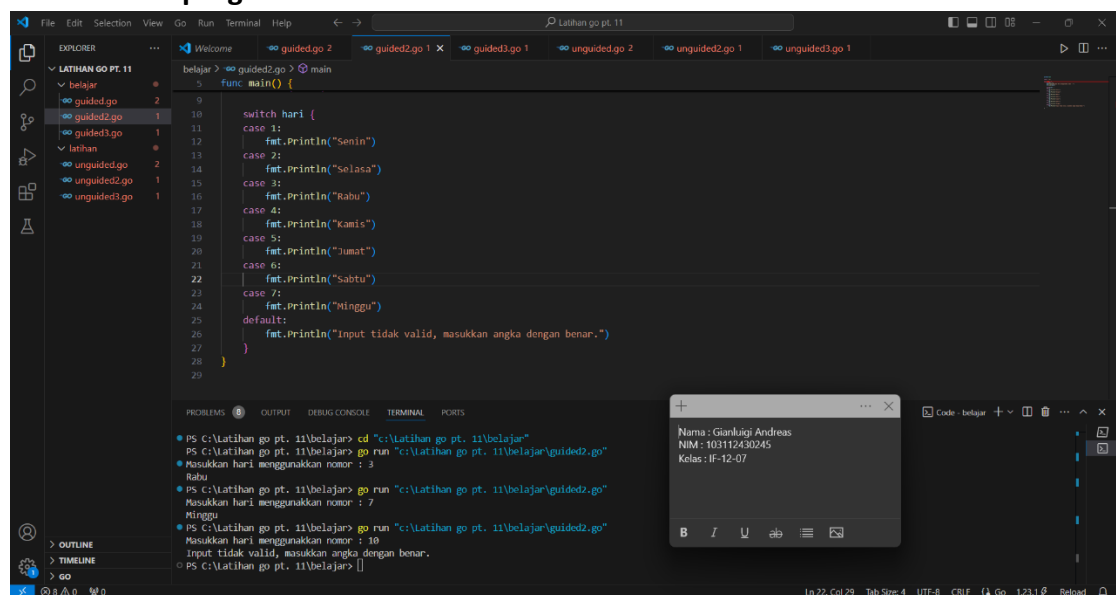 File Edit Selection View Go Run Terminal Help
Latihan go pt. 11
EXPLORER
LATIHAN GO PT. 11
belajar
guided.go 2
guided2.go 1
guided3.go 1
latihan
unguided.go 2
unguided2.go 1
unguided3.go 1
OUTLINE
TIMELINE
GO
Welcome guided.go 2 guided2.go 1 guided3.go 1 unguided.go 2 unguided2.go 1 unguided3.go 1
belajar > guided2.go > main
5 func main() {
9
10 switch hari {
11 case 1:
12 fmt.Println("Senin")
13 case 2:
14 fmt.Println("Selasa")
15 case 3:
16 fmt.Println("Rabu")
17 case 4:
18 fmt.Println("Kamis")
19 case 5:
20 fmt.Println("Jumat")
21 case 6:
22 fmt.Println("Sabtu")
23 case 7:
24 fmt.Println("Minggu")
25 default:
26 fmt.Println("Input tidak valid, masukkan angka dengan benar.")
27 }
28 }
29
PROBLEMS 8 OUTPUT DEBUG CONSOLE TERMINAL PORTS
Code - belajar
PS C:\Latihan go pt. 11\belajar> cd "c:\Latihan go pt. 11\belajar"
PS C:\Latihan go pt. 11\belajar> go run "c:\Latihan go pt. 11\belajar\guided2.go"
Masukkan hari menggunakkan nomor : 3
Rabu
PS C:\Latihan go pt. 11\belajar> go run "c:\Latihan go pt. 11\belajar\guided2.go"
Masukkan hari menggunakkan nomor : 7
Minggu
PS C:\Latihan go pt. 11\belajar> go run "c:\Latihan go pt. 11\belajar\guided2.go"
Masukkan hari menggunakkan nomor : 10
Input tidak valid, masukkan angka dengan benar.
PS C:\Latihan go pt. 11\belajar>
Nama : Gianluigi Andreas
NIM : 103112430245
Kelas : IF-12-07
B I U ab
8 0 0 Ln 22, Col 29 Tab Size: 4 UTF-8 CRLF Go 1.23.1 Reload